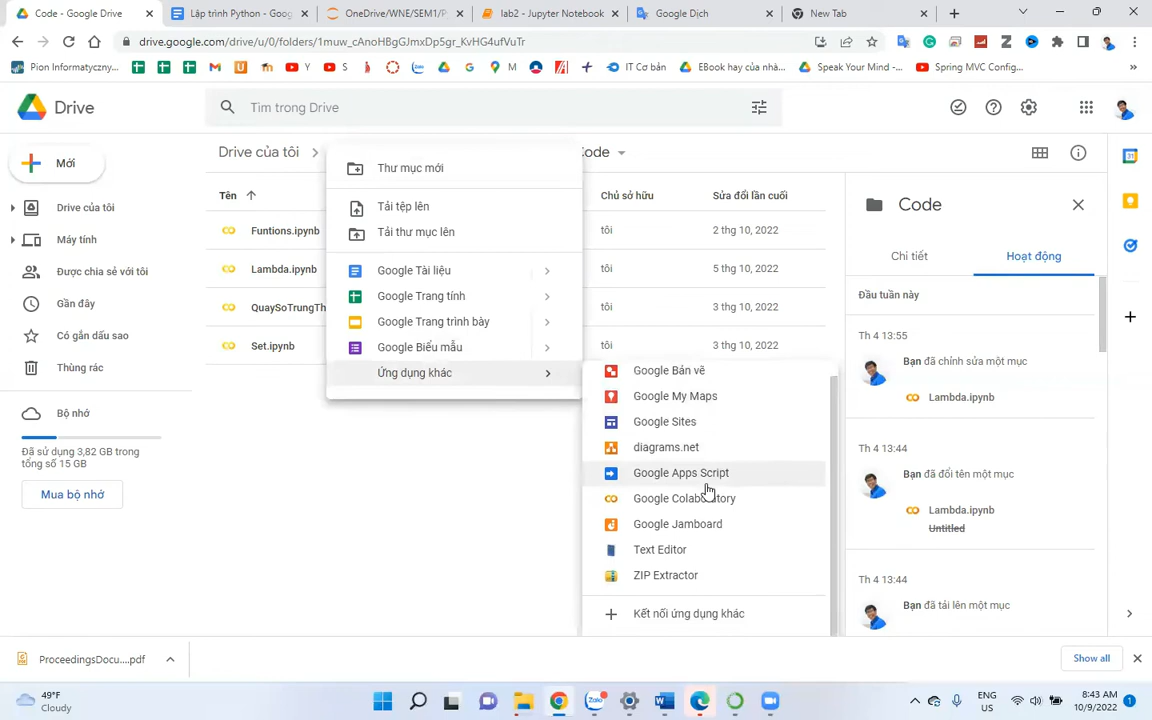 Code - Google Drive
Lập trình Python - Goog
OneDrive/WNE/SEM1/P
lab2 - Jupyter Notebook
Google Dịch
New Tab
drive.google.com/drive/u/0/folders/1muw_cAnoHBgGJmxDp5gr_KvHG4ufVuTr
Pion Informatyczny...
Y
S
M
IT Cơ bản
EBook hay của nhà...
Speak Your Mind -...
Spring MVC Config...
Drive
Tìm trong Drive
Mới
Drive của tôi
Máy tính
Được chia sẻ với tôi
Gần đây
Có gắn dấu sao
Thùng rác
Bộ nhớ
Đã sử dụng 3,82 GB trong
tổng số 15 GB
Mua bộ nhớ
Drive của tôi
Code
Tên
Chủ sở hữu
Sửa đổi lần cuối
Funtions.ipynb
tôi
2 thg 10, 2022
Lambda.ipynb
tôi
5 thg 10, 2022
QuaySoTrungTh
tôi
3 thg 10, 2022
Set.ipynb
tôi
3 thg 10, 2022
Thư mục mới
Tải tệp lên
Tải thư mục lên
Google Tài liệu
Google Trang tính
Google Trang trình bày
Google Biểu mẫu
Ứng dụng khác
Google Bản vẽ
Google My Maps
Google Sites
diagrams.net
Google Apps Script
Google Colaboratory
Google Jamboard
Text Editor
ZIP Extractor
Kết nối ứng dụng khác
Code
Chi tiết
Hoạt động
Đầu tuần này
Th 4 13:55
Bạn đã chỉnh sửa một mục
Lambda.ipynb
Th 4 13:44
Bạn đã đổi tên một mục
Lambda.ipynb
Untitled
Th 4 13:44
Bạn đã tải lên một mục
ProceedingsDocu....pdf
Show all
49°F
Cloudy
ENG
US
8:43 AM
10/9/2022
1